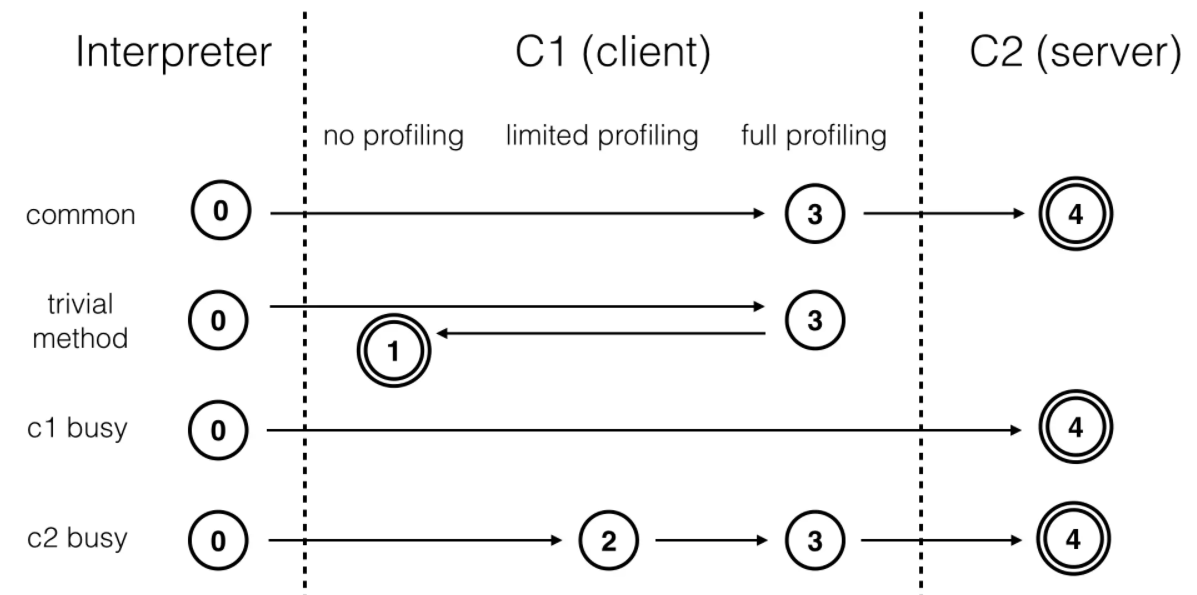 Interpreter C1 (client) C2 (server)
no profiling limited profiling full profiling
common 0 3 4
trivial
method 0 1 3
c1 busy 0 4
c2 busy 0 2 3 4